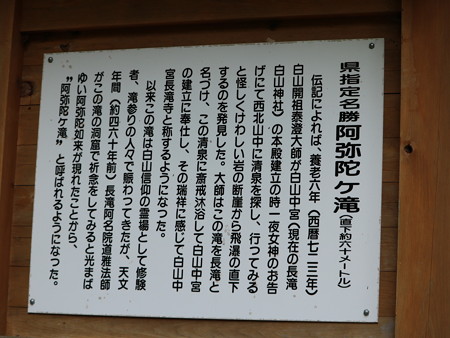 県指定名勝 阿弥陀ケ滝（直下約六十メートル）
伝記によれば、養老六年（西暦七二三年）
白山開祖泰澄大師が白山中宮（現在の長滝
白山神社）の本殿建立の時一夜女神のお告
げにて西北山中に清泉を探し、行ってみる
と怪しくけわしい岩の断崖から飛瀑の直下
するのを発見した。大師はこの滝を長滝と
名づけ、この清泉に斎戒沐浴して白山中宮
の建立に奉仕し、その瑞祥に感じて白山中
宮長滝寺と称するようになった。
以来この滝は白山信仰の霊場として修験
者、滝参りの人々で賑わってきたが、天文
年間（約四六十年前）長滝阿名院道雅法師
がこの滝の洞窟で祈念をしてみると光まば
ゆい阿弥陀如来が現れたことから、
〝阿弥陀ケ滝〟と呼ばれるようになった。